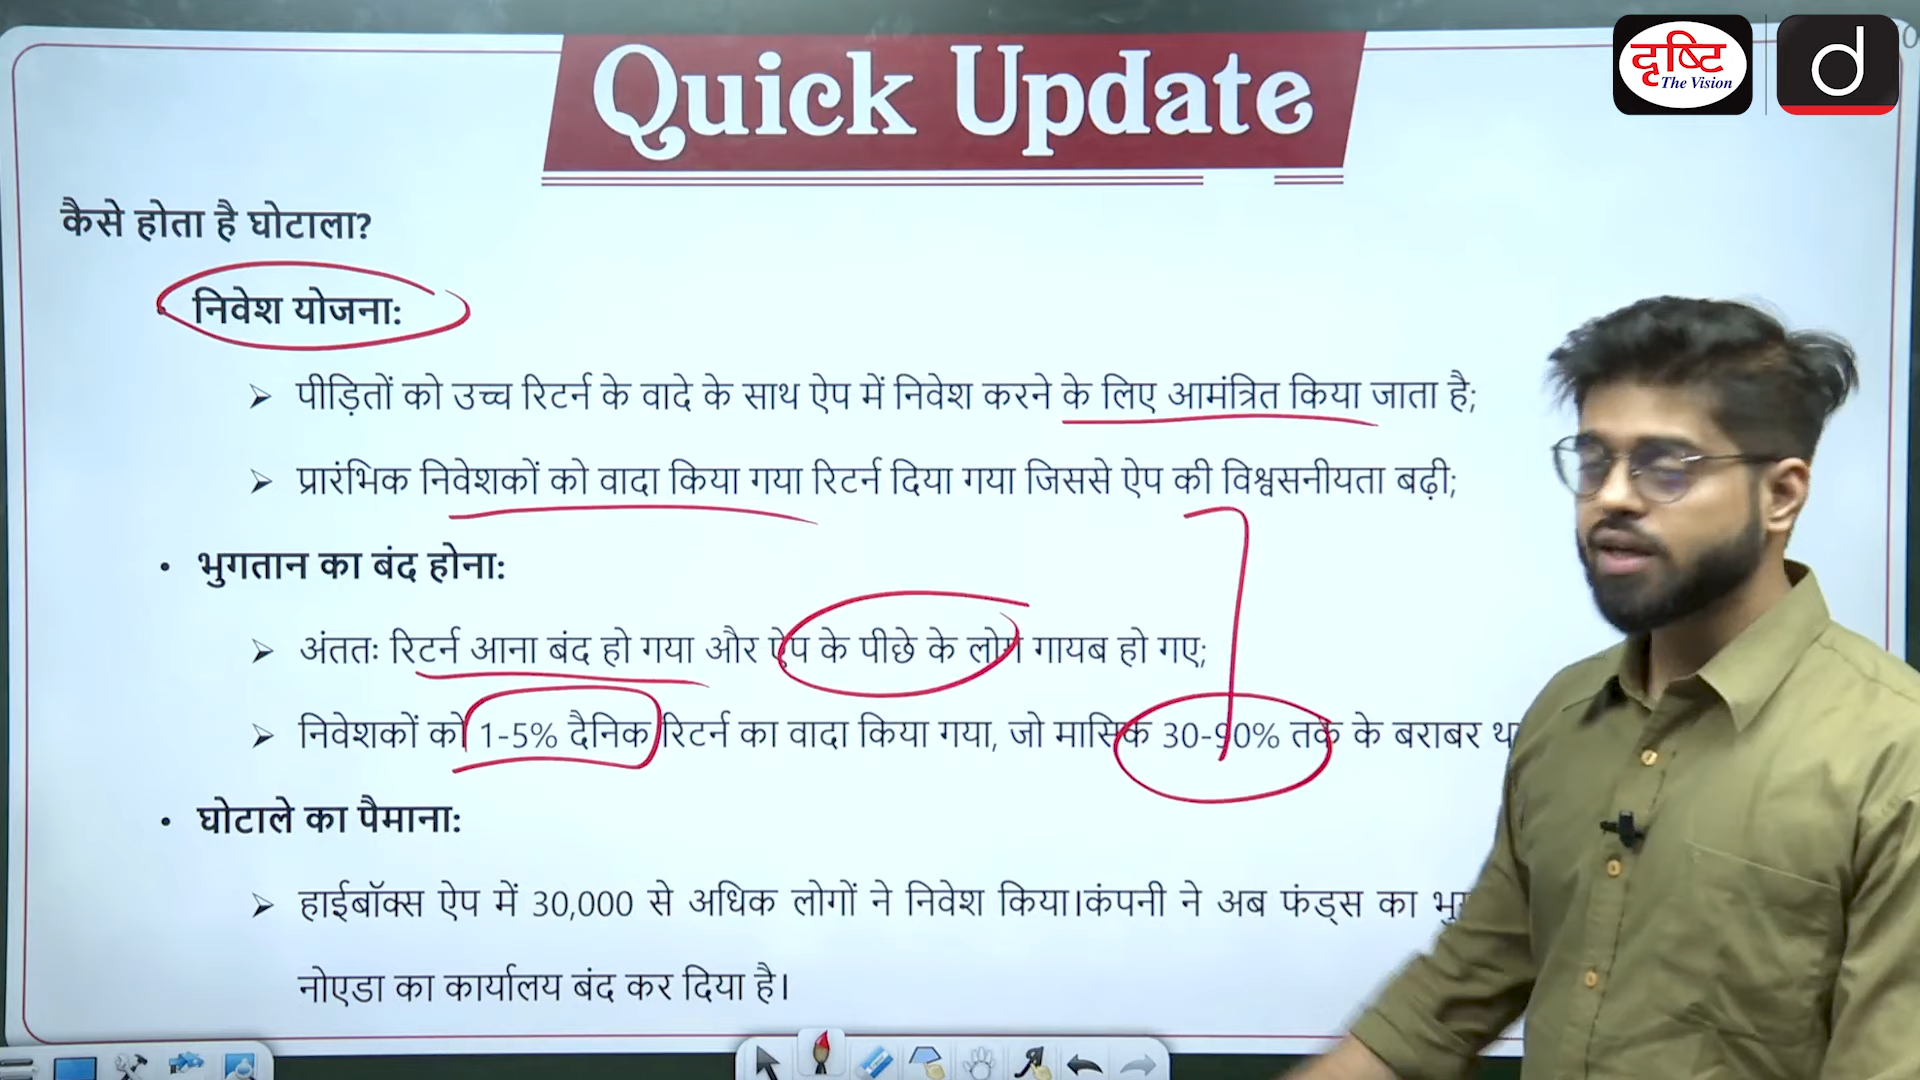 Quick Update
दृष्टि
The Vision
d
कैसे होता है घोटाला?
निवेश योजना:
➢ पीड़ितों को उच्च रिटर्न के वादे के साथ ऐप में निवेश करने के लिए आमंत्रित किया जाता है;
➢ प्रारंभिक निवेशकों को वादा किया गया रिटर्न दिया गया जिससे ऐप की विश्वसनीयता बढ़ी;
• भुगतान का बंद होना:
➢ अंततः रिटर्न आना बंद हो गया और ऐप के पीछे के लोग गायब हो गए;
➢ निवेशकों को 1-5% दैनिक रिटर्न का वादा किया गया, जो मासिक 30-90% तक के बराबर
• घोटाले का पैमाना:
➢ हाईबॉक्स ऐप में 30,000 से अधिक लोगों ने निवेश किया।कंपनी ने अब फंड्स का
नोएडा का कार्यालय बंद कर दिया है।